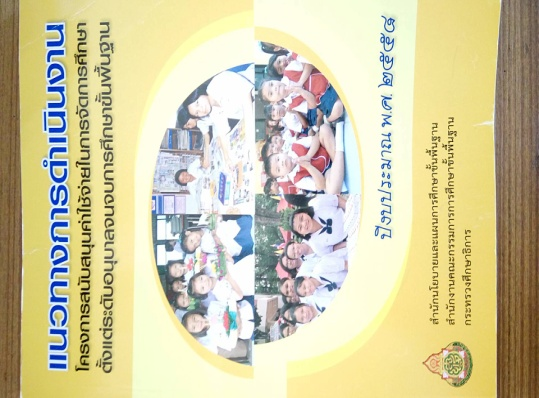 แนวทางการดำเนินงาน
โครงการสนับสนุนค่าใช้จ่ายในการจัดการศึกษา
ตั้งแต่ระดับอนุบาลจนจบการศึกษาขั้นพื้นฐาน
ปีงบประมาณ พ.ศ. ๒๕๕๔
สำนักนโยบายและแผนการศึกษาขั้นพื้นฐาน
สำนักงานคณะกรรมการการศึกษาขั้นพื้นฐาน
กระทรวงศึกษาธิการ